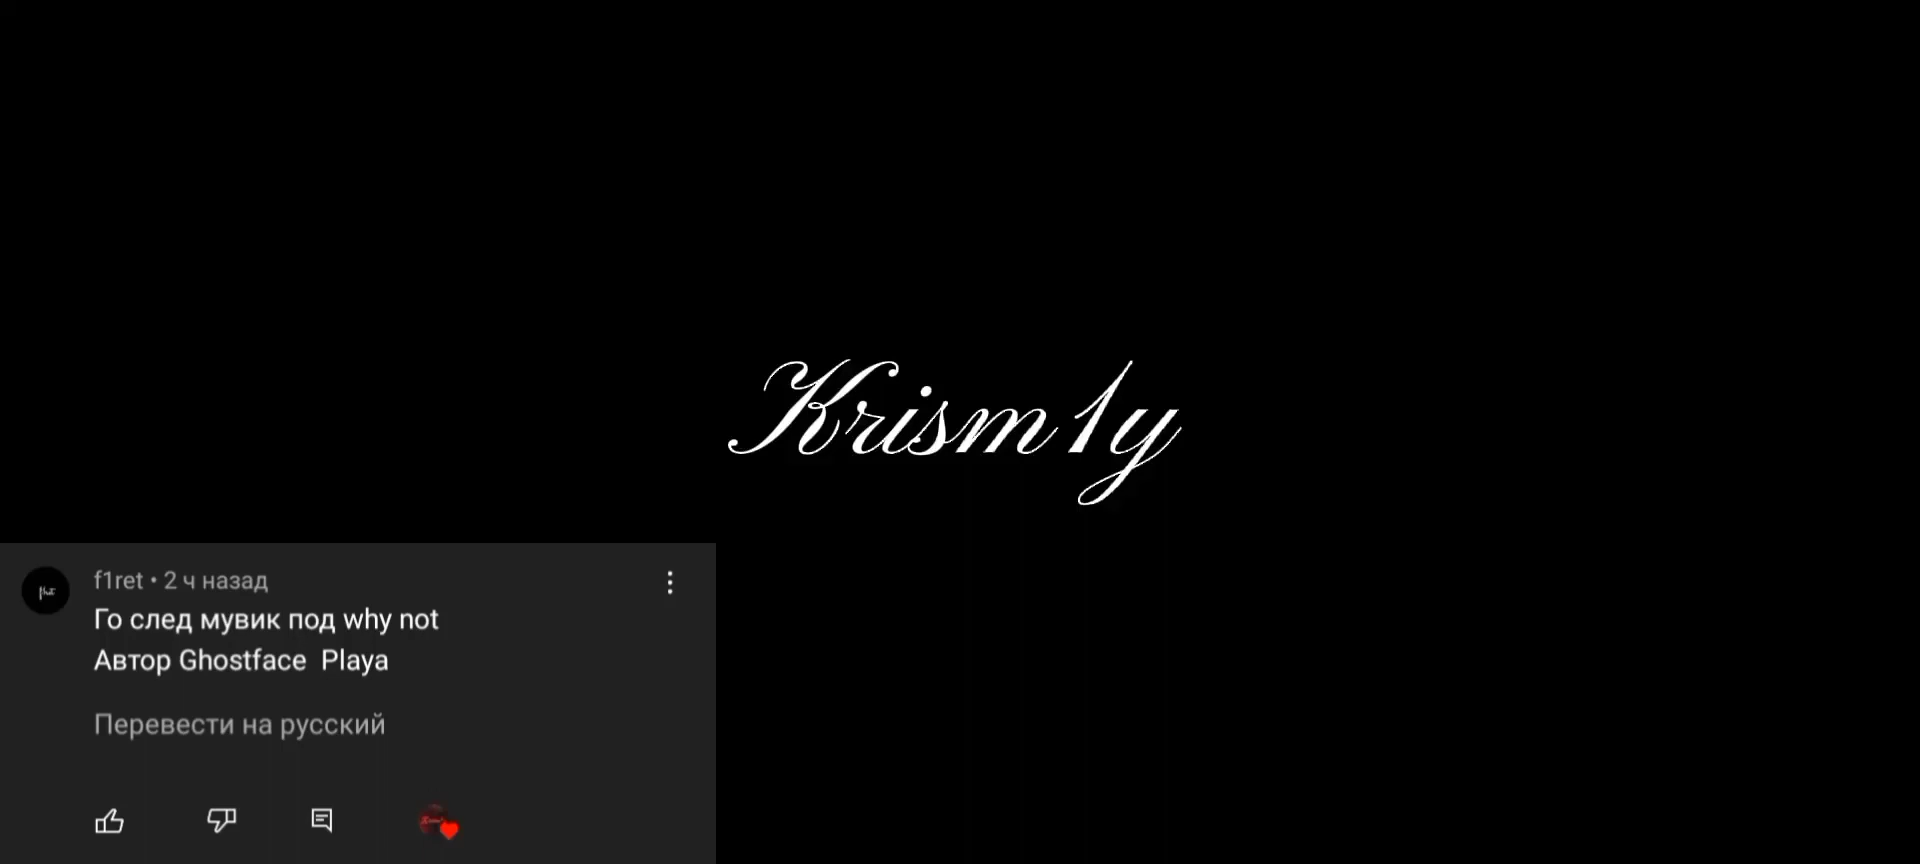 Krism1y
f1ret • 2 ч назад
Го след мувик под why not
Автор Ghostface Playa
Перевести на русский